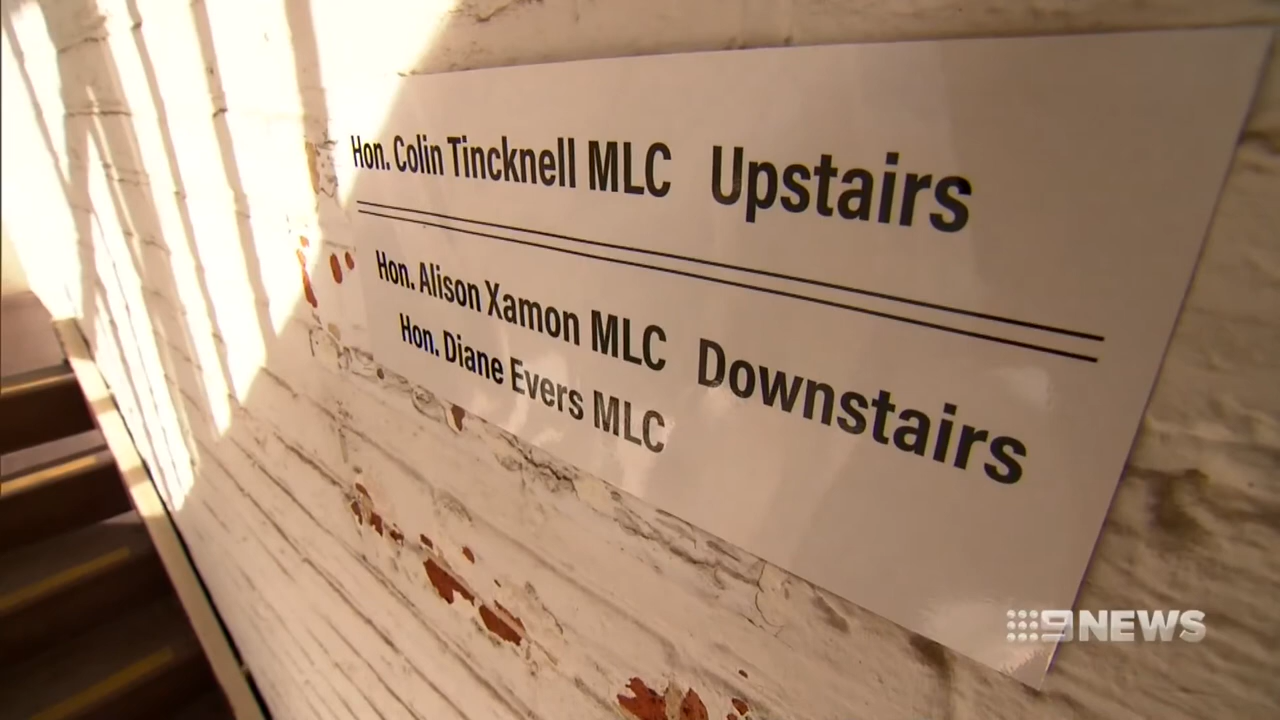 Hon. Colin Tincknell MLC Upstairs
Hon. Alison Xamon MLC Downstairs
Hon. Diane Evers MLC
9NEWS